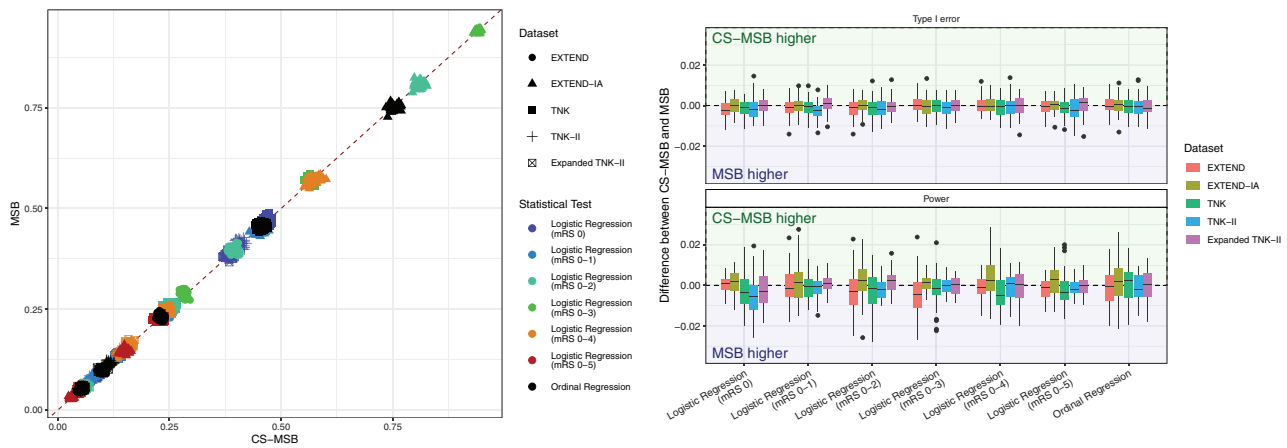 MSB
0.75
0.50
0.25
0.00
0.00
0.25
0.50
0.75
CS−MSB
Dataset
EXTEND
EXTEND−IA
TNK
TNK−II
Expanded TNK−II
Statistical Test
Logistic Regression
(mRS 0)
Logistic Regression
(mRS 0−1)
Logistic Regression
(mRS 0−2)
Logistic Regression
(mRS 0−3)
Logistic Regression
(mRS 0−4)
Logistic Regression
(mRS 0−5)
Ordinal Regression
Difference between CS−MSB and MSB
Type I error
CS−MSB higher
0.02
0.00
−0.02
MSB higher
Power
CS−MSB higher
0.02
0.00
−0.02
MSB higher
Logistic Regression
(mRS 0)
Logistic Regression
(mRS 0−1)
Logistic Regression
(mRS 0−2)
Logistic Regression
(mRS 0−3)
Logistic Regression
(mRS 0−4)
Logistic Regression
(mRS 0−5)
Ordinal Regression
Dataset
EXTEND
EXTEND−IA
TNK
TNK−II
Expanded TNK−II